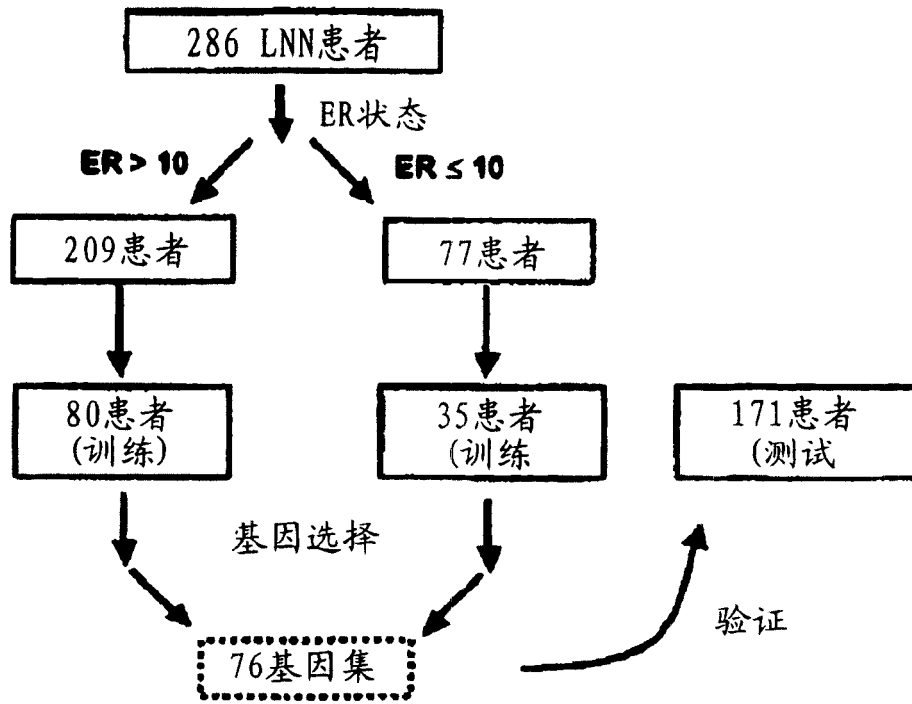 286 LNN患者
ER状态
ER > 10
ER ≤ 10
209患者
77患者
80患者
(训练)
35患者
(训练
171患者
(测试
基因选择
验证
76基因集